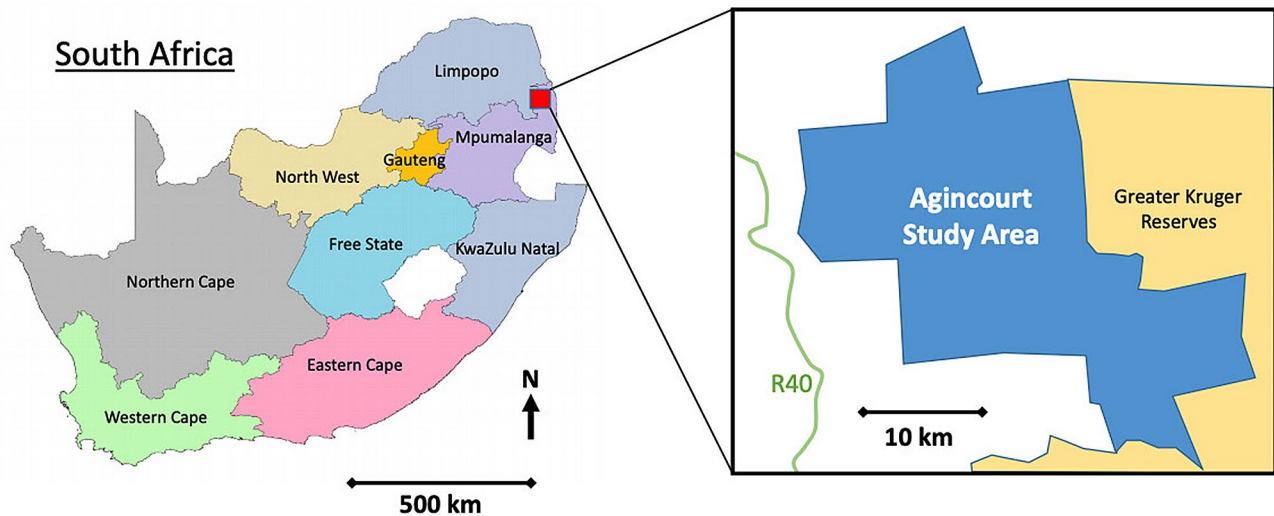 South Africa
Limpopo
Mpumalanga
Gauteng
North West
Free State
KwaZulu Natal
Northern Cape
Eastern Cape
Western Cape
N
500 km
Agincourt
Study Area
Greater Kruger
Reserves
R40
10 km